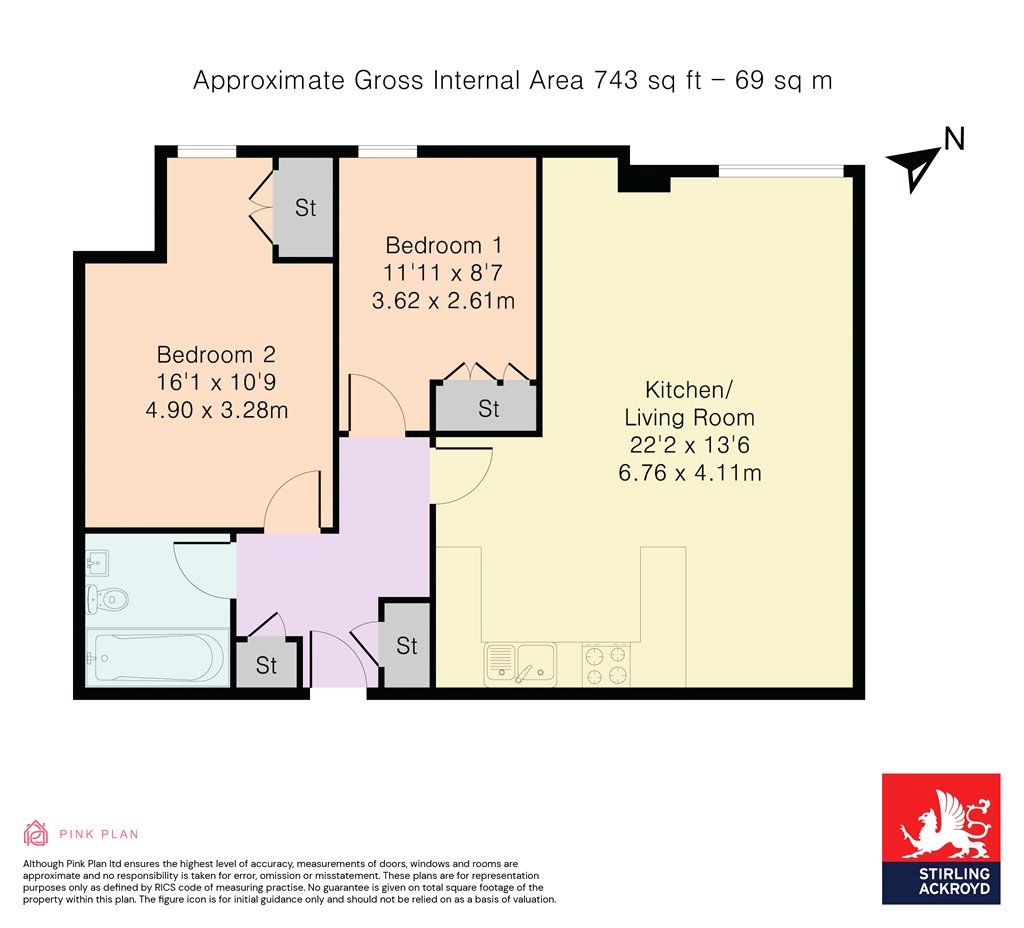 Approximate Gross Internal Area 743 sq ft – 69 sq m
N
St
Bedroom 1
11'11 x 8'7
3.62 x 2.61m
Bedroom 2
16'1 x 10'9
4.90 x 3.28m
St
Kitchen/
Living Room
22'2 x 13'6
6.76 x 4.11m
St
St
PINK PLAN
Although Pink Plan ltd ensures the highest level of accuracy, measurements of doors, windows and rooms are
approximate and no responsibility is taken for error, omission or misstatement. These plans are for representation
purposes only as defined by RICS code of measuring practise. No guarantee is given on total square footage of the
property within this plan. The figure icon is for initial guidance only and should not be relied on as a basis of valuation.
STIRLING
ACKROYD